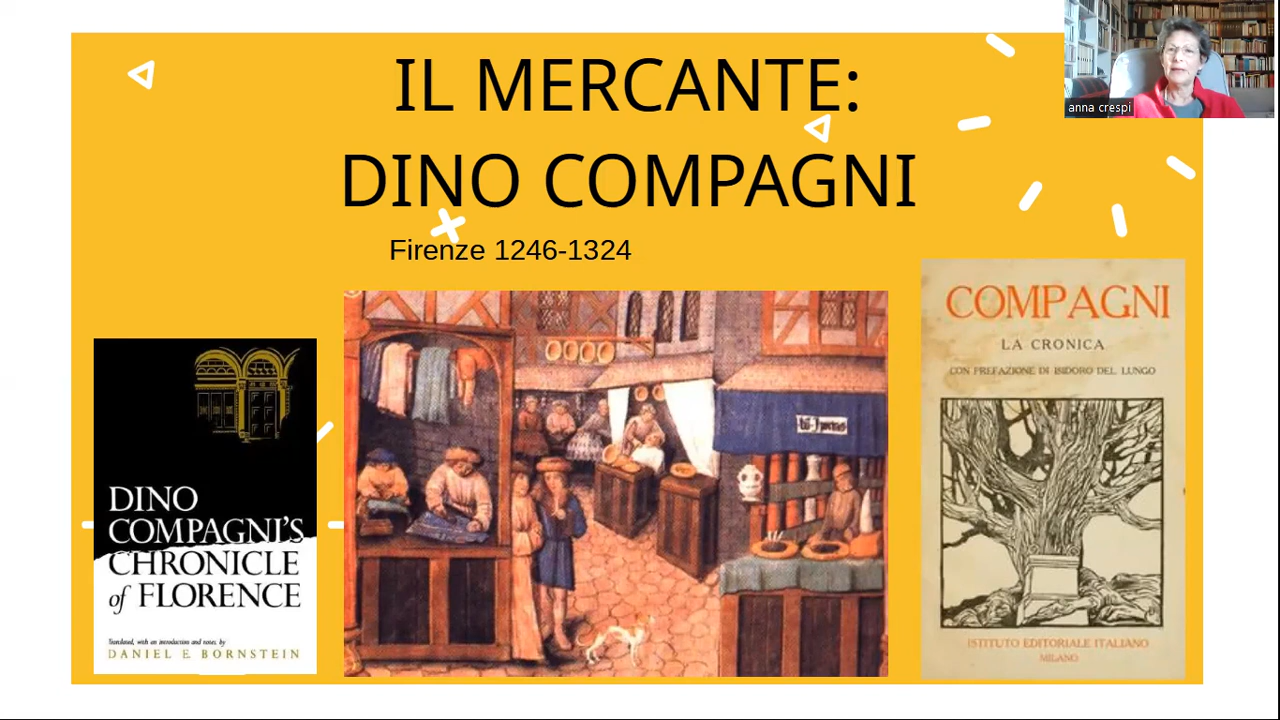 IL MERCANTE:
DINO COMPAGNI
Firenze 1246-1324
anna crespi
DINO
COMPAGNI'S
CHRONICLE
of FLORENCE
Translated, with an introduction and notes, by
DANIEL E. BORNSTEIN
COMPAGNI
LA CRONICA
CON PREFAZIONE DI ISIDORO DEL LUNGO
ISTITUTO EDITORIALE ITALIANO
MILANO